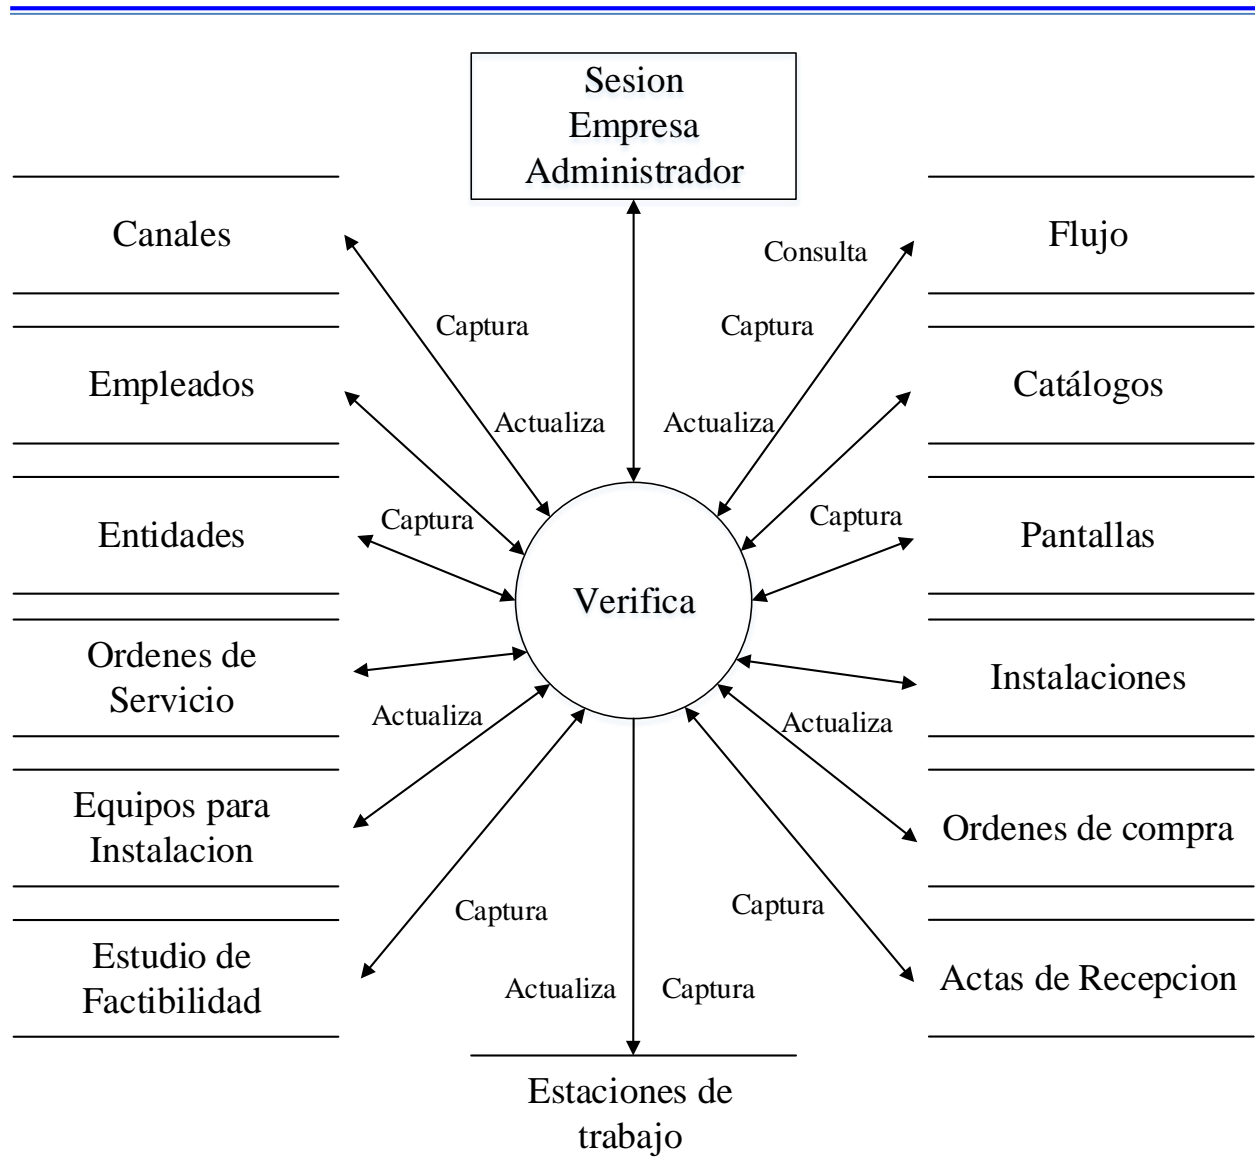 Sesion
Empresa
Administrador
Canales
Flujo
Consulta
Captura
Captura
Empleados
Catálogos
Actualiza
Actualiza
Captura
Captura
Entidades
Pantallas
Verifica
Ordenes de
Servicio
Instalaciones
Actualiza
Actualiza
Equipos para
Instalacion
Ordenes de compra
Captura
Captura
Estudio de
Factibilidad
Actas de Recepcion
Actualiza
Captura
Estaciones de
trabajo